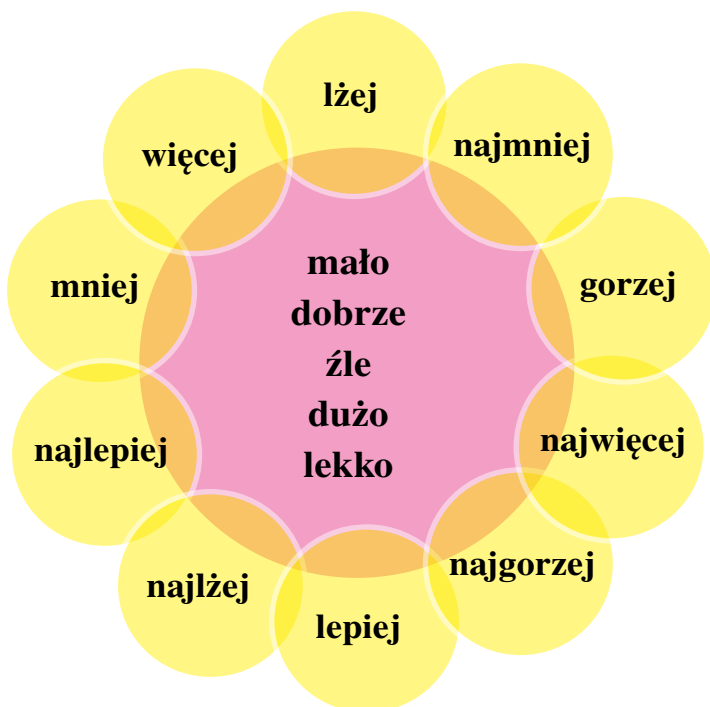 lżej
najmniej
więcej
mało
dobrze
źle
dużo
lekko
mniej
gorzej
najlepiej
najwięcej
najlżej
najgorzej
lepiej